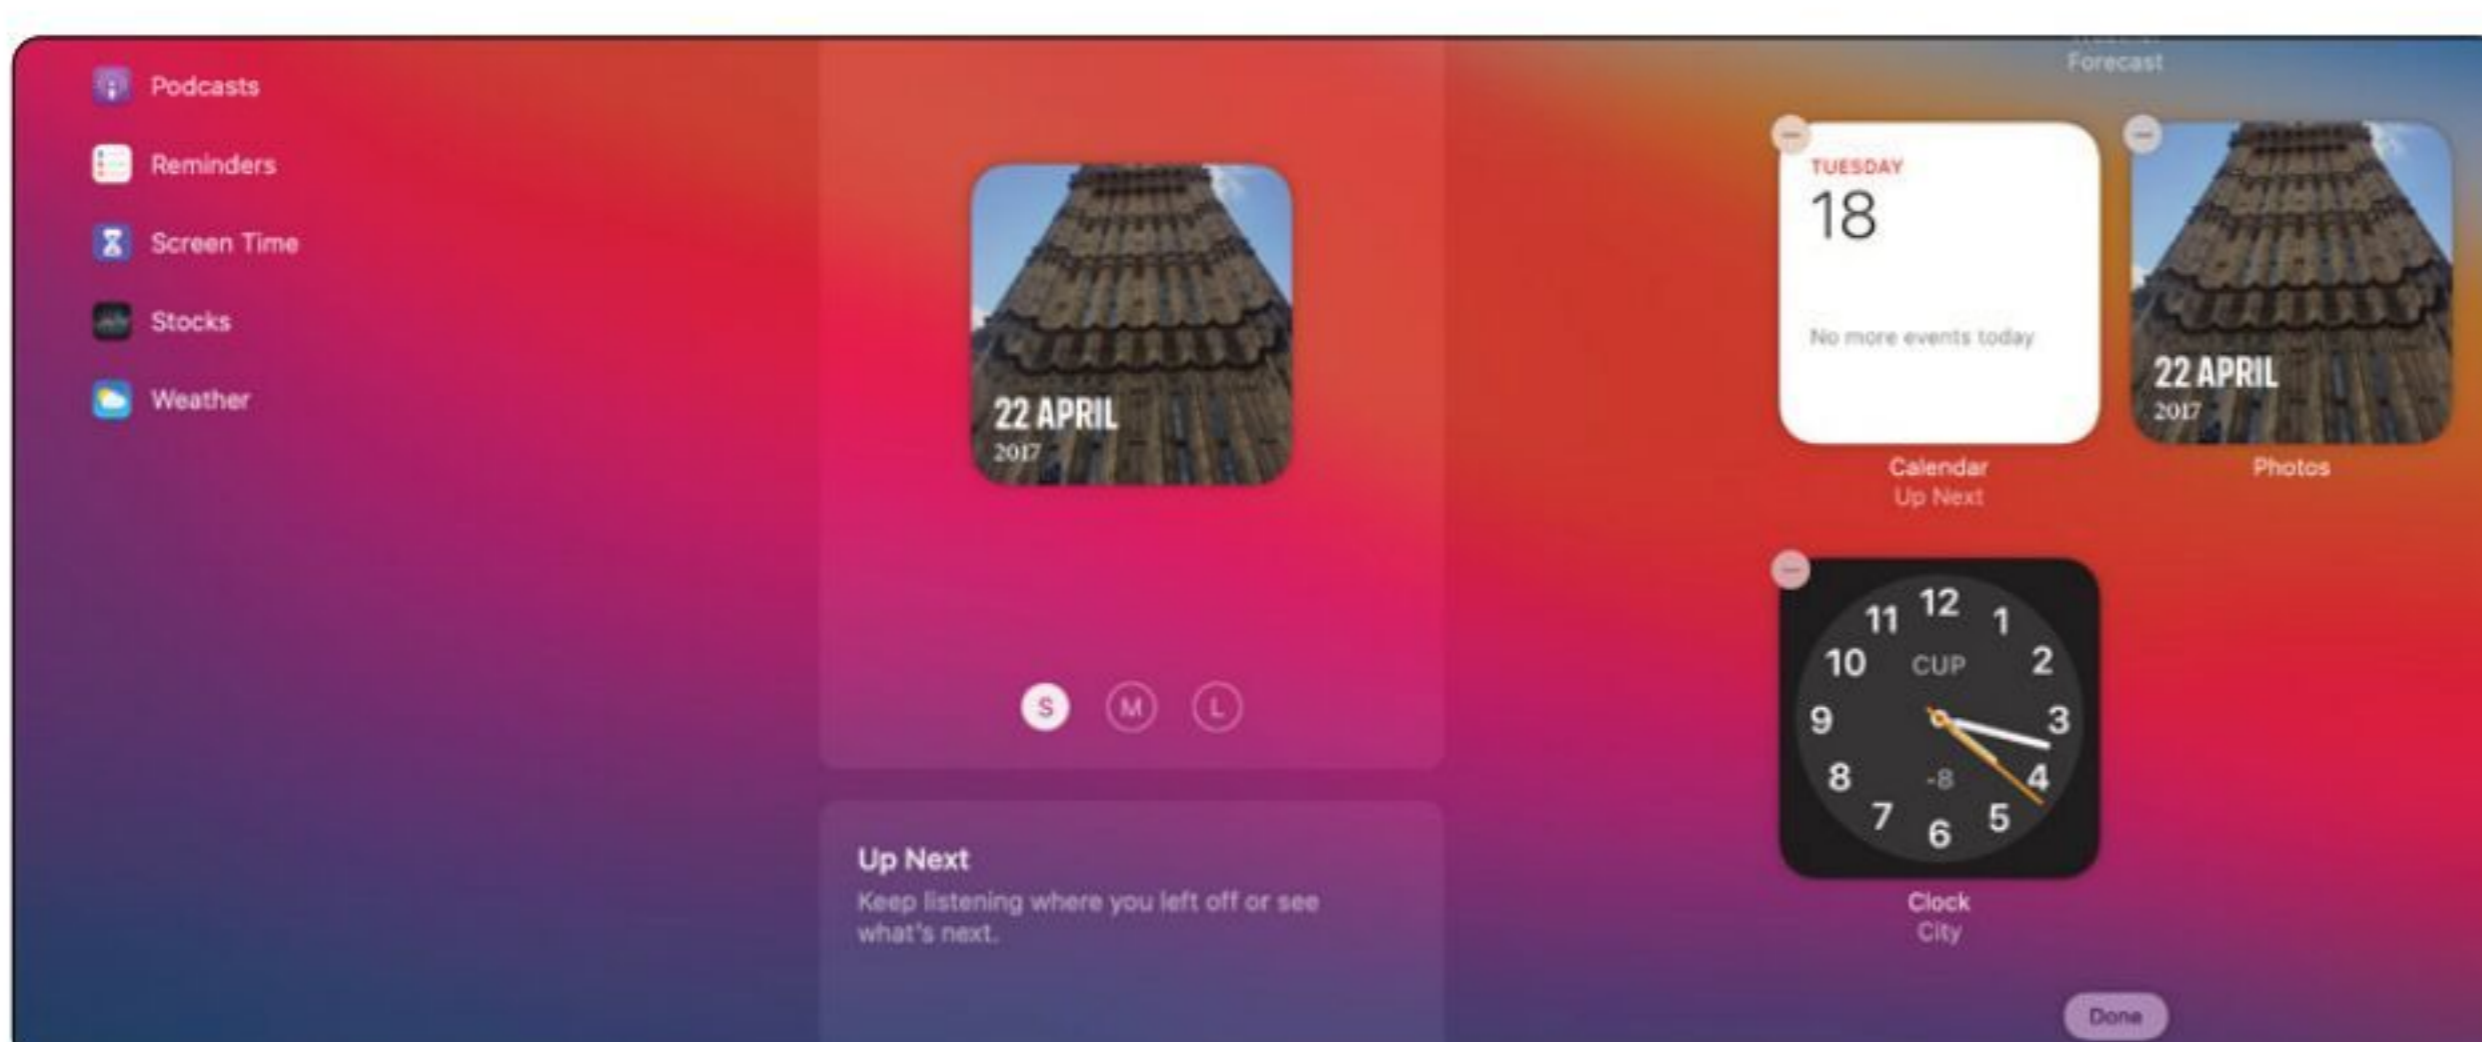 Podcasts
Reminders
Screen Time
Stocks
Weather
22 APRIL
2017
S M L
Up Next
Keep listening where you left off or see
what's next.
Forecast
TUESDAY
18
No more events today
Calendar
Up Next
22 APRIL
2017
Photos
12
11 1
10 CUP 2
9 3
8 -8 4
7 5
6
Clock
City
Done